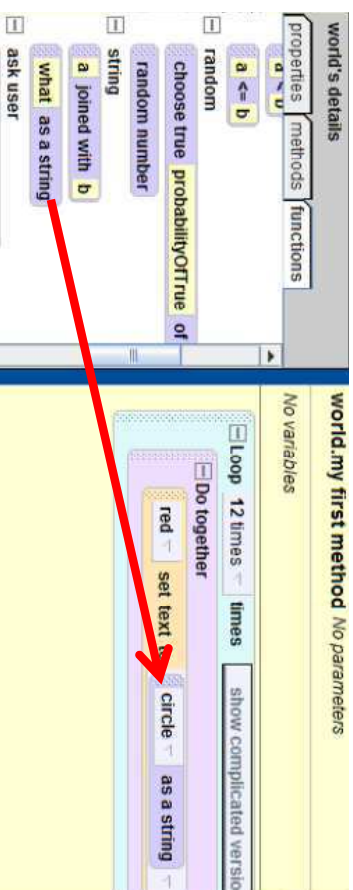 world's details
properties methods functions
a < b
a <= b
random
choose true probabilityOfTrue of
random number
string
a joined with b
what as a string
ask user
world.my first method No parameters
No variables
Loop 12 times times show complicated versio
Do together
red set text t circle as a string